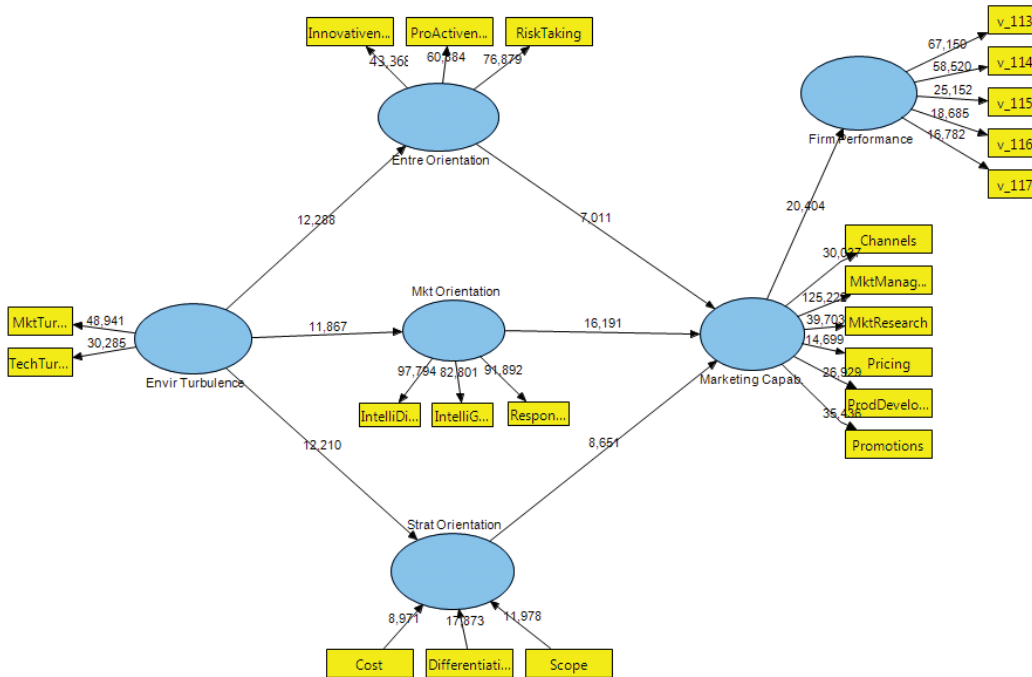 Innovativen...
ProActiven...
RiskTaking
43,368
60,884
76,879
Entre Orientation
v_113
v_114
v_115
v_116
v_117
67,150
58,520
25,152
18,685
16,782
Firm Performance
12,288
7,011
20,404
MktTur...
TechTur...
48,941
30,285
Envir Turbulence
11,867
Mkt Orientation
16,191
97,794
82,801
91,892
IntelliDi...
IntelliG...
Respon...
Marketing Capab.
Channels
MktManag...
MktResearch
Pricing
ProdDevelo...
Promotions
30,037
39,703
14,699
26,929
35,436
12,210
8,651
Strat Orientation
8,971
17,873
11,978
Cost
Differentiati...
Scope